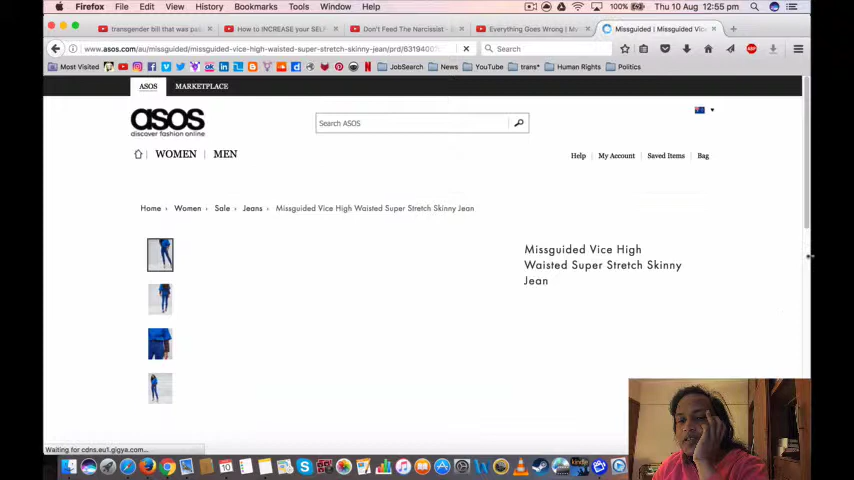 Firefox File Edit View History Bookmarks Tools Window Help 100% Thu 10 Aug 12:55 pm
transgender bill that was pa How to INCREASE your SELF Don't Feed The Narcissist Everything Goes Wrong | M Missguided | Missguided Vic
www.asos.com/au/missguided/missguided-vice-high-waisted-super-stretch-skinny-jean/prd/ Search
Most Visited JobSearch News YouTube trans* Human Rights Politics
ASOS MARKETPLACE
asos
discover fashion online
Search ASOS
WOMEN MEN
Help My Account Saved Items Bag
Home › Women › Sale › Jeans › Missguided Vice High Waisted Super Stretch Skinny Jean
Missguided Vice High
Waisted Super Stretch Skinny
Jean
Waiting for cdns.eu1.gigya.com...